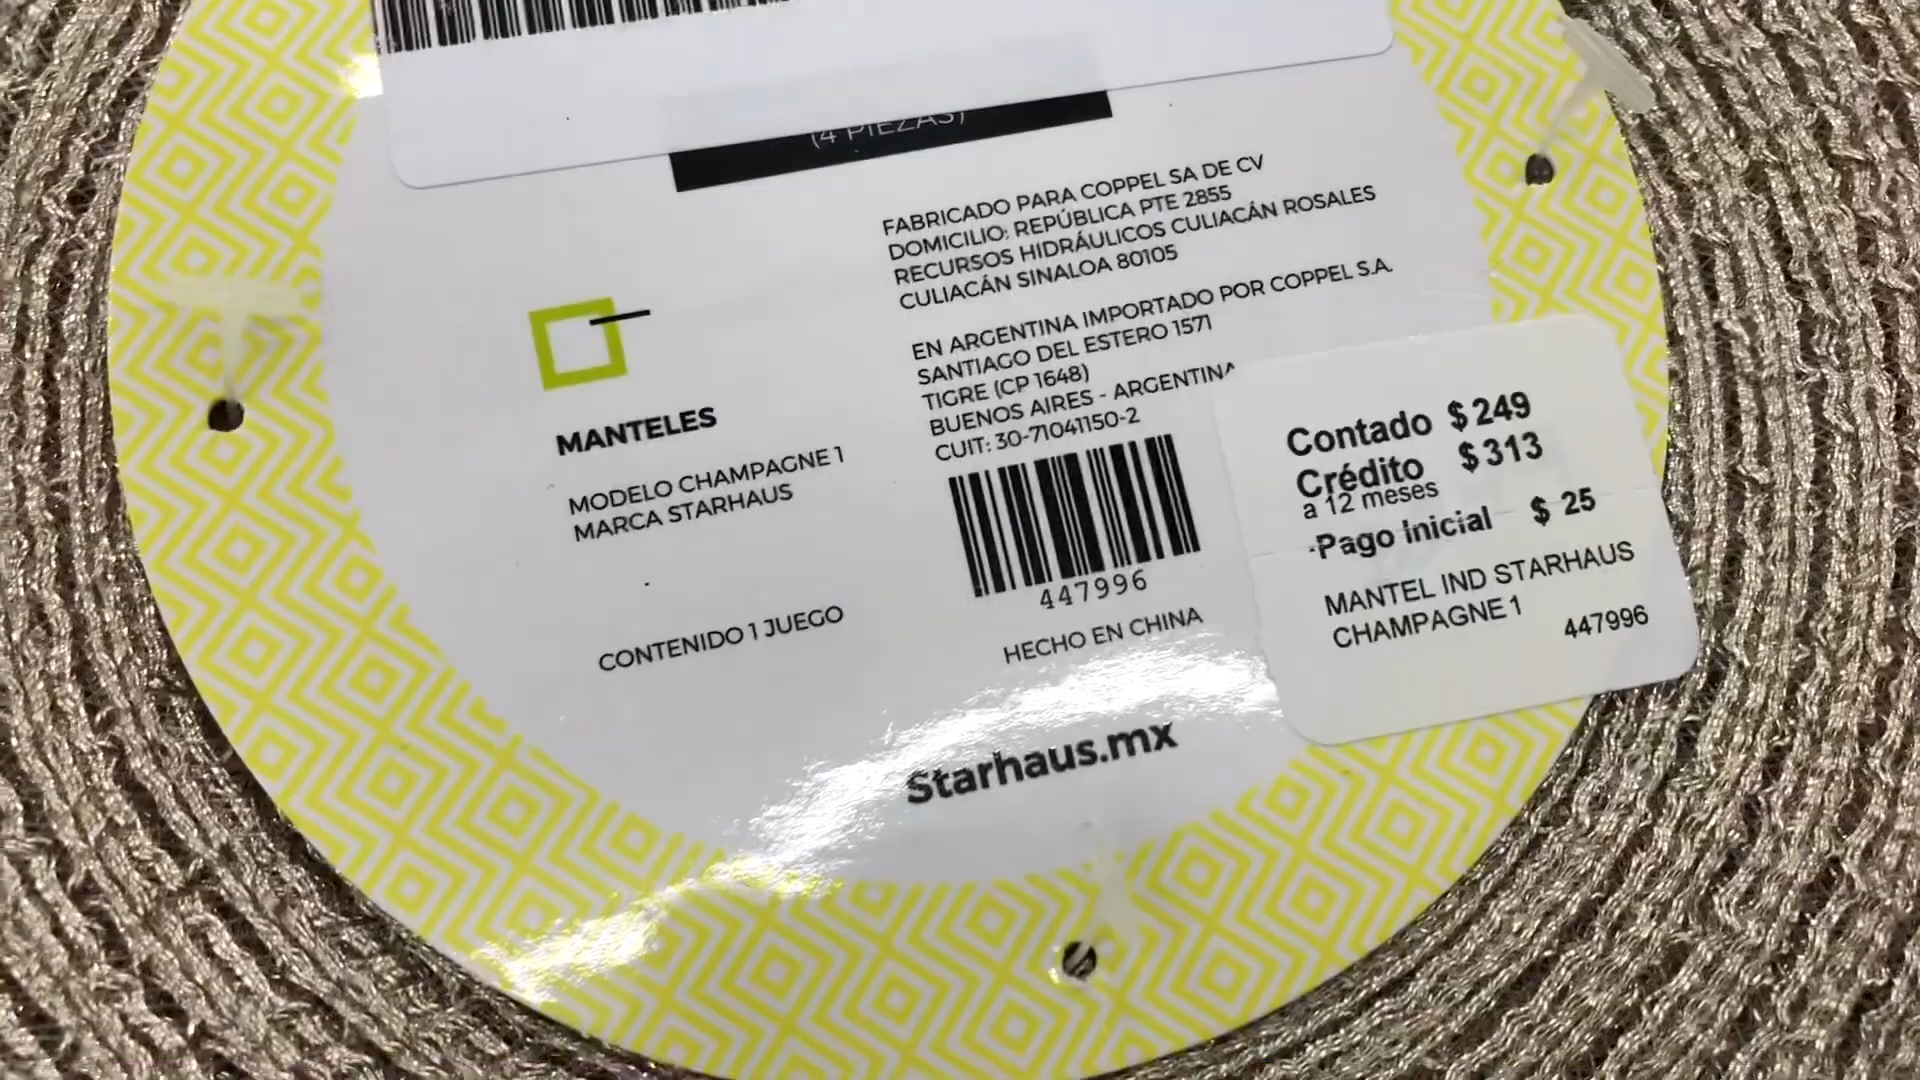 (4 PIEZAS)
FABRICADO PARA COPPEL SA DE CV
DOMICILIO: REPÚBLICA PTE 2855
RECURSOS HIDRÁULICOS CULIACÁN ROSALES
CULIACÁN SINALOA 80105
EN ARGENTINA IMPORTADO POR COPPEL S.A.
SANTIAGO DEL ESTERO 1571
TIGRE (CP 1648)
BUENOS AIRES - ARGENTINA
CUIT: 30-71041150-2
447996
HECHO EN CHINA
MANTELES
MODELO CHAMPAGNE 1
MARCA STARHAUS
CONTENIDO 1 JUEGO
Starhaus.mx
Contado $249
Crédito $313
a 12 meses
Pago Inicial $ 25
MANTEL IND STARHAUS
CHAMPAGNE 1
447996